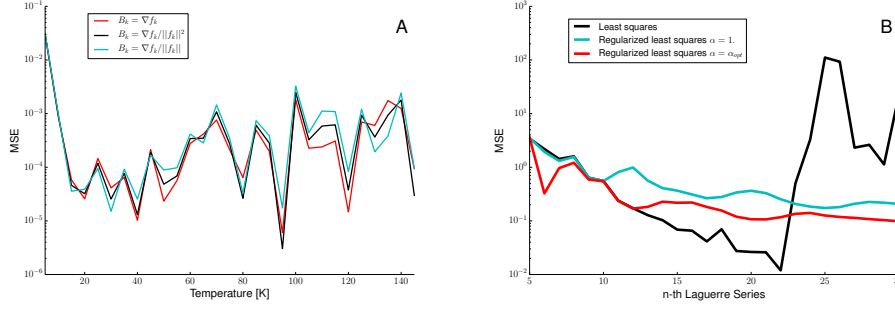 A
B_k = ∇f_k
B_k = ∇f_k/||f_k||^2
B_k = ∇f_k/||f_k||
MSE
10^{-1}
10^{-2}
10^{-3}
10^{-4}
10^{-5}
10^{-6}
20 40 60 80 100 120 140
Temperature [K]
B
Least squares
Regularized least squares α = 1.
Regularized least squares α = α_{opt}
MSE
10^3
10^2
10^1
10^0
10^{-1}
10^{-2}
5 10 15 20 25
n-th Laguerre Series